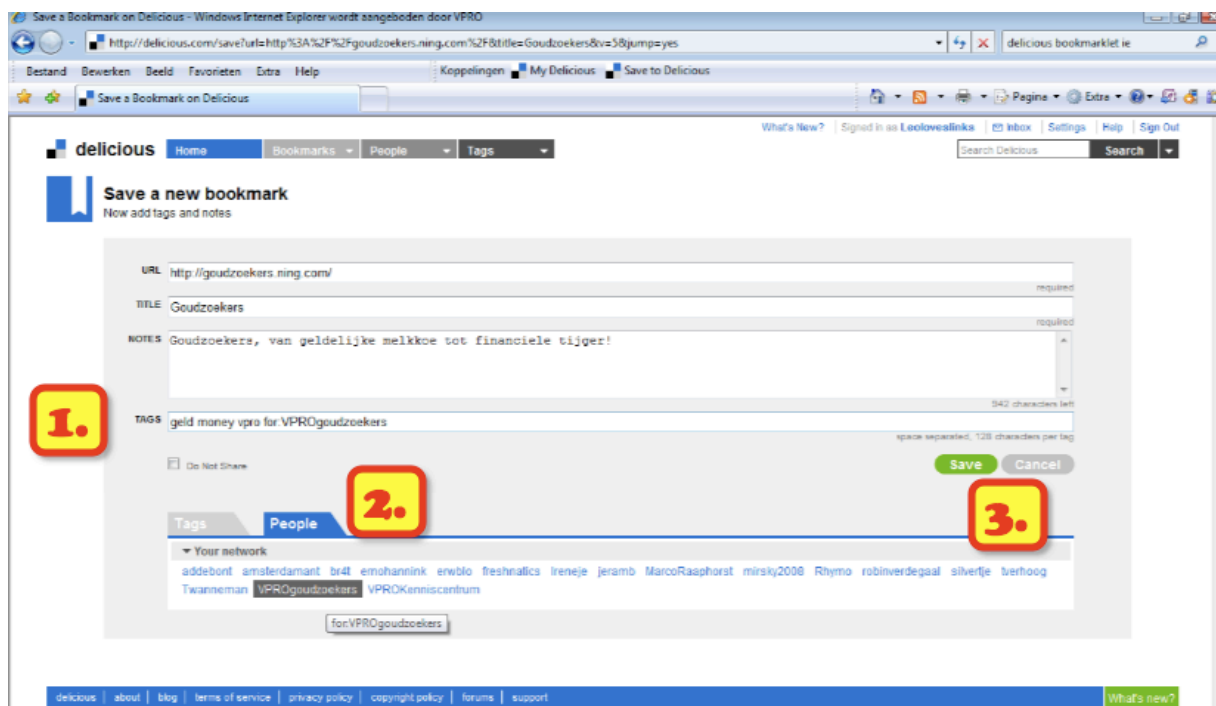 Save a Bookmark on Delicious - Windows Internet Explorer wordt aangeboden door VPRO
http://delicious.com/save?url=http%3A%2F%2Fgoudzoekers.ning.com%2F&title=Goudzoekers&v=5&jump=yes delicious bookmarklet ie
Bestand Bewerken Beeld Favorieten Extra Help Koppelingen My Delicious Save to Delicious
Save a Bookmark on Delicious Pagina Extra
What's New? Signed in as Leolovealinks Inbox Settings Help Sign Out
delicious Home Bookmarks People Tags Search Delicious Search
Save a new bookmark
Now add tags and notes
URL http://goudzoekers.ning.com/
required
TITLE Goudzoekers
required
NOTES Goudzoekers, van geldelijke melkkoe tot financiele tijger!
942 characters left
1.
TAGS geld money vpro for:VPROgoudzoekers
space separated, 128 characters per tag
Do Not Share Save Cancel
2.
3.
Tags People
Your network
addebont amsterdamant br4t emohannink erwblo freshnatics Ireneje jeramb MarcoRaaphorst mirsky2008 Rhymo robinverdegaal silvertje tverhoog
Twanneman VPROgoudzoekers VPROKenniscentrum
for:VPROgoudzoekers
delicious | about | blog | terms of service | privacy policy | copyright policy | forums | support What's new?